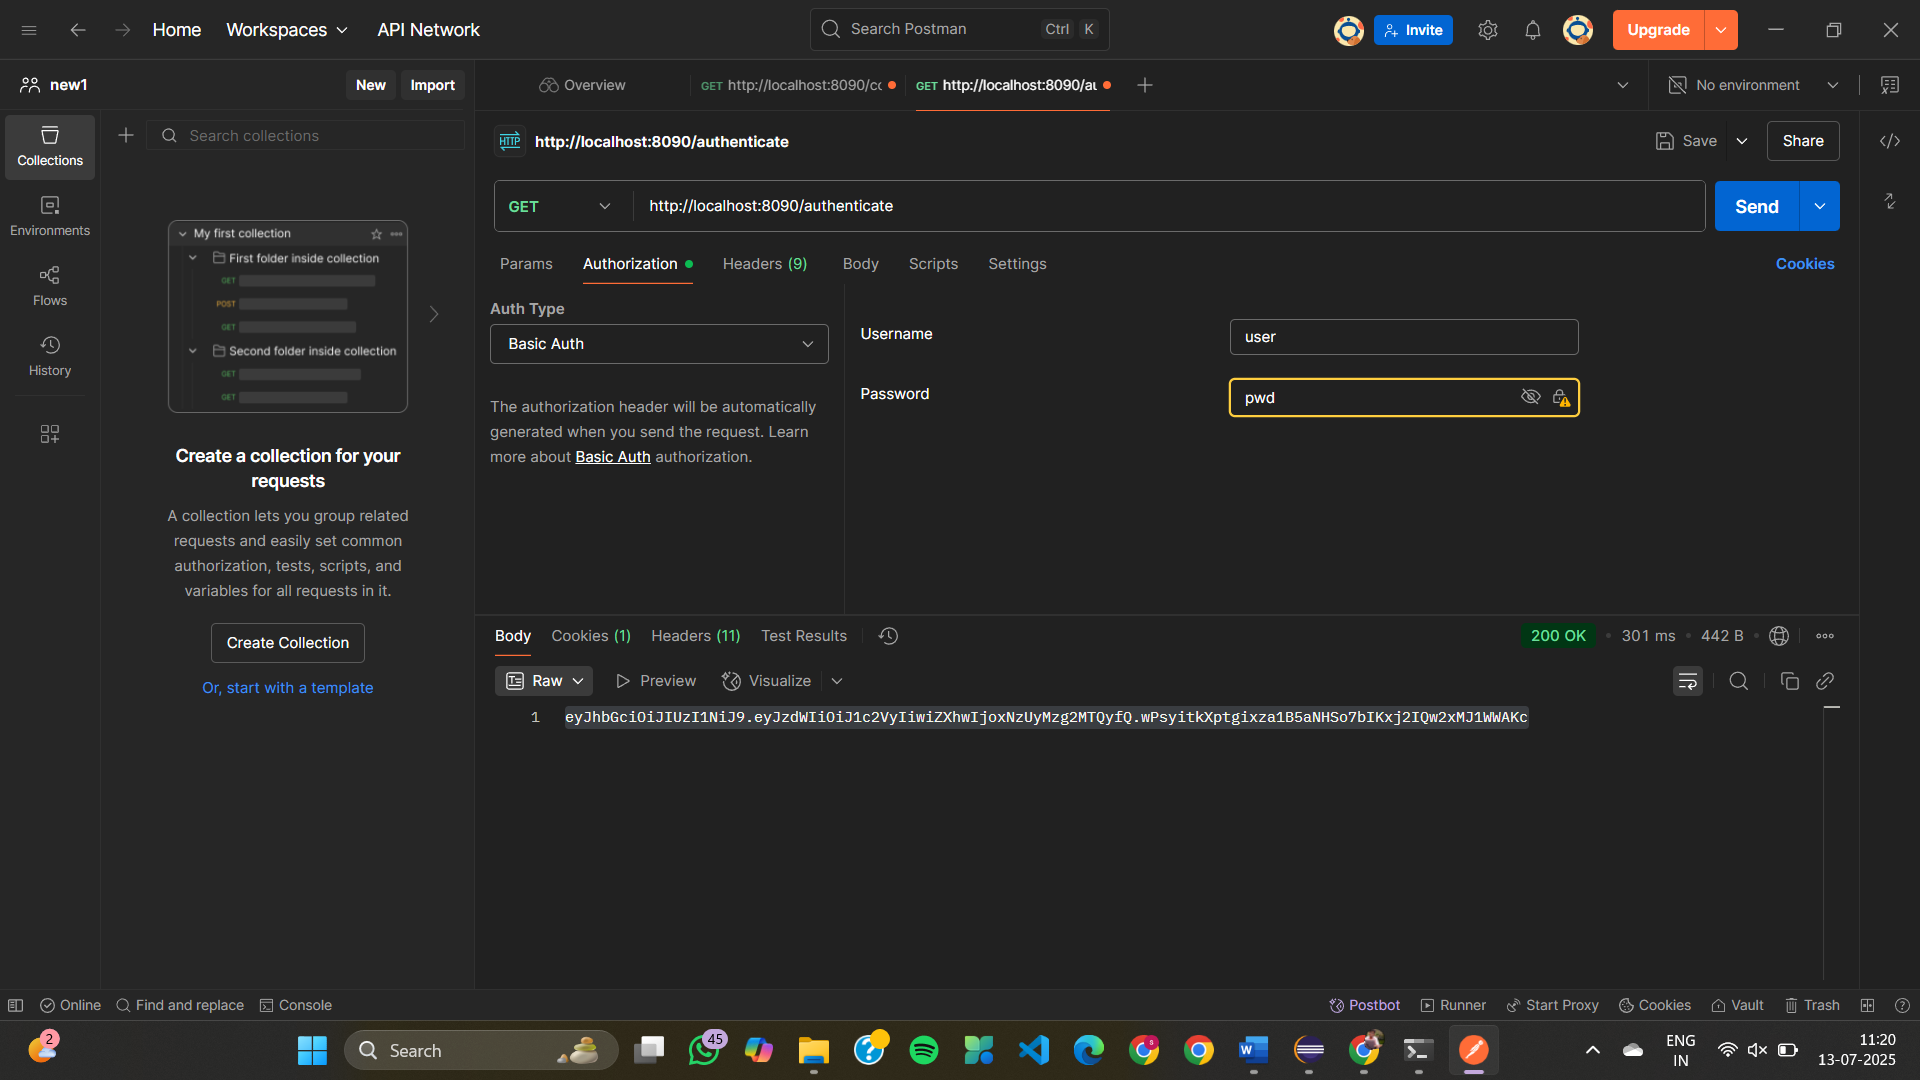 Home
Workspaces
API Network
Search Postman
Ctrl
K
Invite
Upgrade
new1
New
Import
Overview
GET http://localhost:8090/co
GET http://localhost:8090/au
No environment
Collections
Environments
Flows
History
Search collections
My first collection
First folder inside collection
GET
POST
GET
Second folder inside collection
GET
GET
Create a collection for your
requests
A collection lets you group related
requests and easily set common
authorization, tests, scripts, and
variables for all requests in it.
Create Collection
Or, start with a template
HTTP
http://localhost:8090/authenticate
Save
Share
GET
http://localhost:8090/authenticate
Send
Params
Authorization
Headers (9)
Body
Scripts
Settings
Cookies
Auth Type
Basic Auth
The authorization header will be automatically
generated when you send the request. Learn
more about Basic Auth authorization.
Username
user
Password
pwd
Body
Cookies (1)
Headers (11)
Test Results
200 OK
301 ms
442 B
Raw
Preview
Visualize
1
eyJhbGciOiJIUzI1NiJ9.eyJzdWIiOiJ1c2VyIiwiZXhwIjoxNzUyMzg2MTQyfQ.wPsyitkXptgixza1B5aNHSo7bIKxj2IQw2xMJ1WWAKc
Online
Find and replace
Console
Postbot
Runner
Start Proxy
Cookies
Vault
Trash
2
Search
45
ENG
IN
11:20
13-07-2025